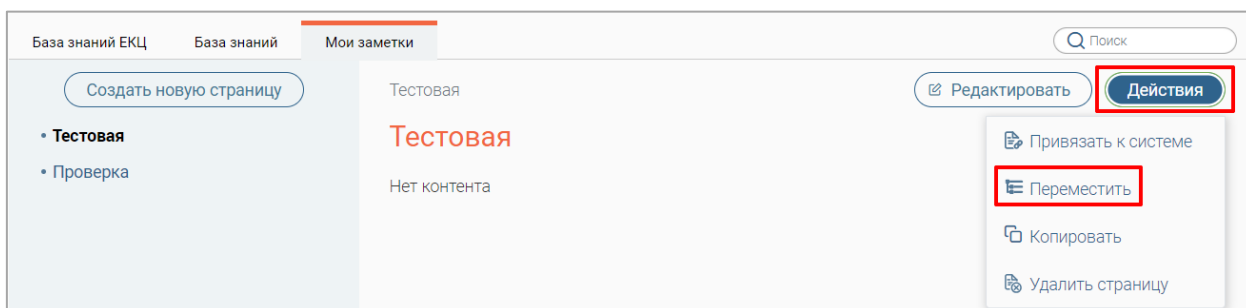 База знаний ЕКЦ База знаний Мои заметки Поиск
Создать новую страницу Тестовая Редактировать Действия
• Тестовая
• Проверка
Тестовая
Нет контента
Привязать к системе
Переместить
Копировать
Удалить страницу